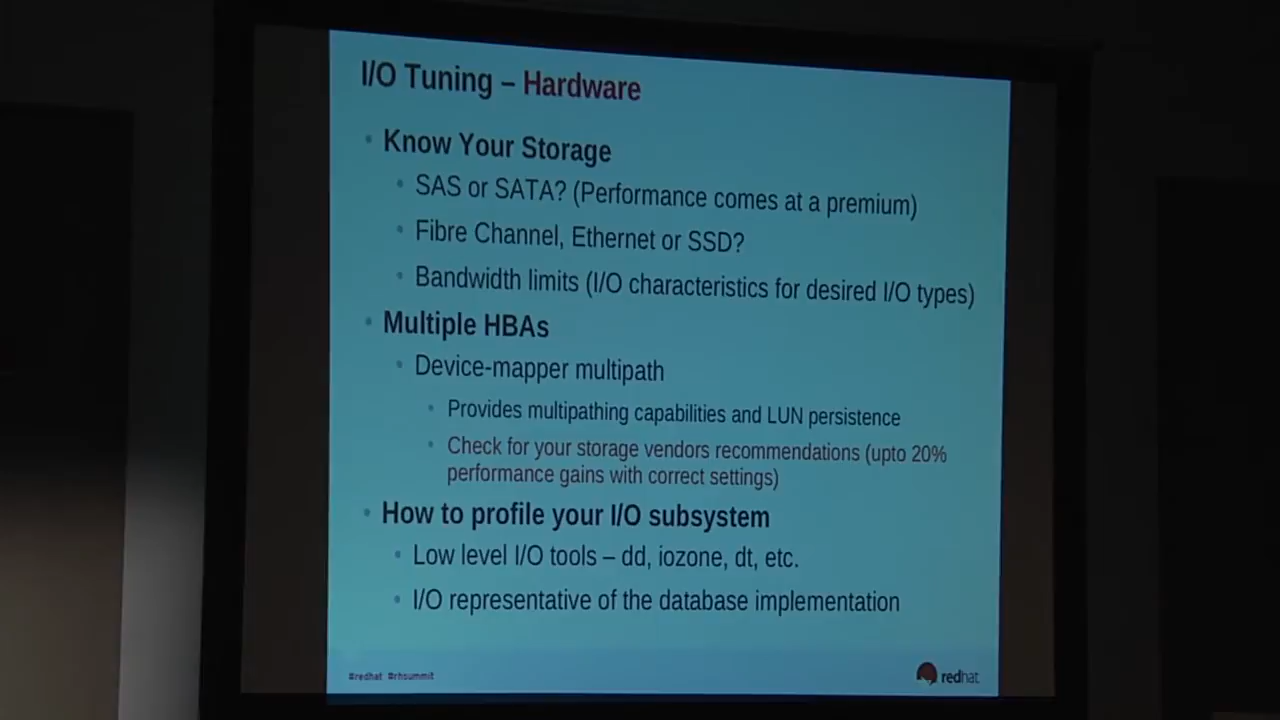 I/O Tuning – Hardware
Know Your Storage
SAS or SATA? (Performance comes at a premium)
Fibre Channel, Ethernet or SSD?
Bandwidth limits (I/O characteristics for desired I/O types)
Multiple HBAs
Device-mapper multipath
Provides multipathing capabilities and LUN persistence
Check for your storage vendors recommendations (upto 20%
performance gains with correct settings)
How to profile your I/O subsystem
Low level I/O tools – dd, iozone, dt, etc.
I/O representative of the database implementation
#redhat #rhsummit
redhat